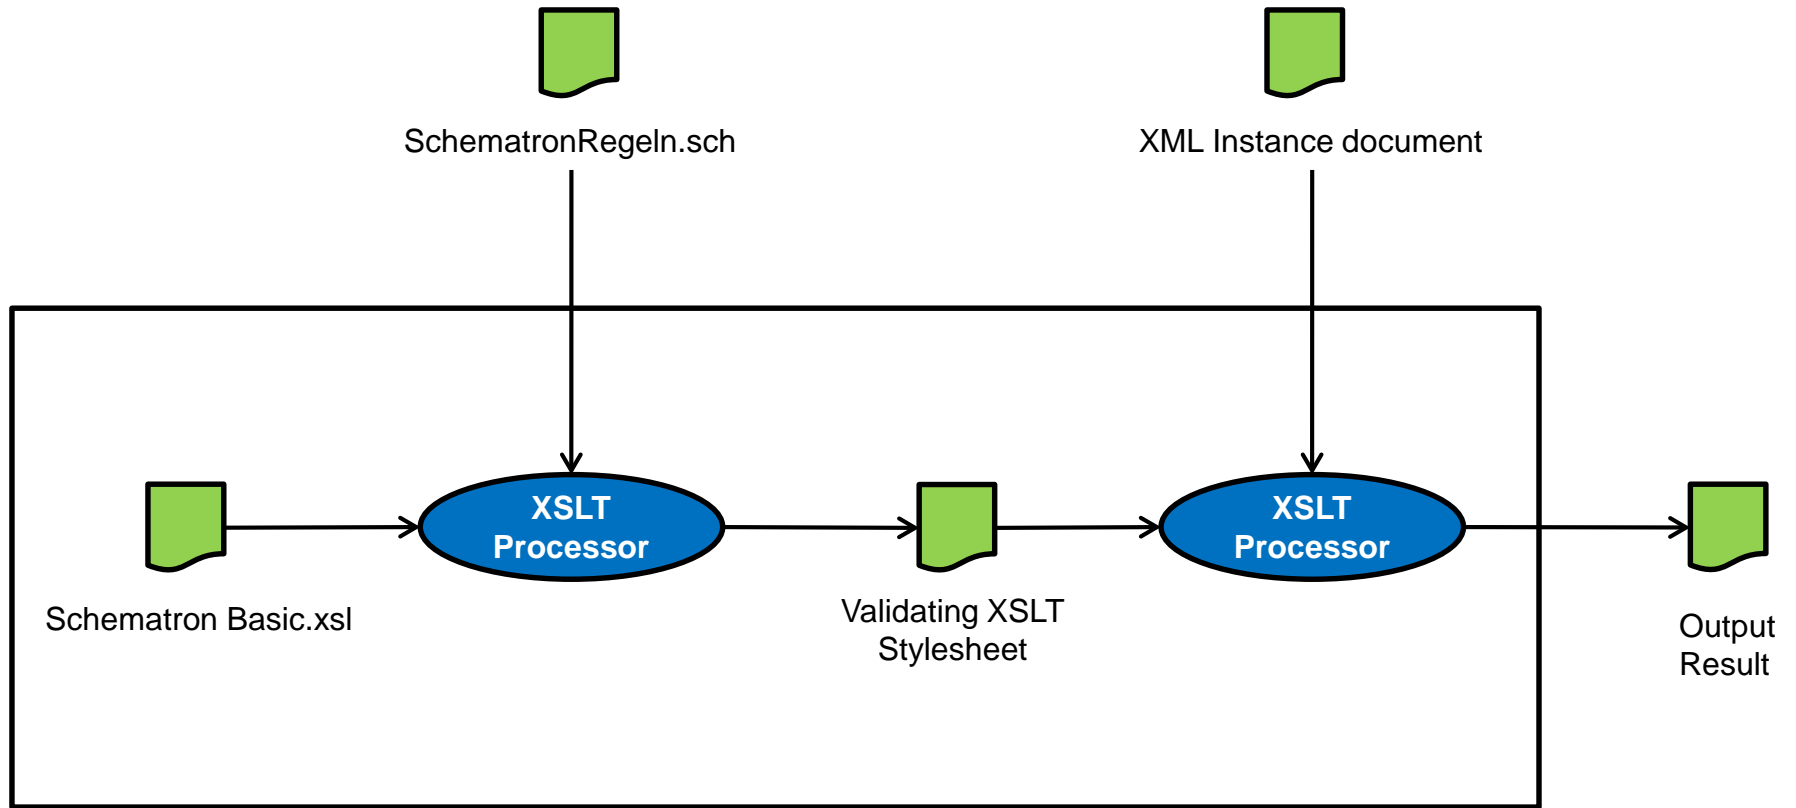 SchematronRegeln.sch
XML Instance document
XSLT
Processor
XSLT
Processor
Schematron Basic.xsl
Validating XSLT
Stylesheet
Output
Result